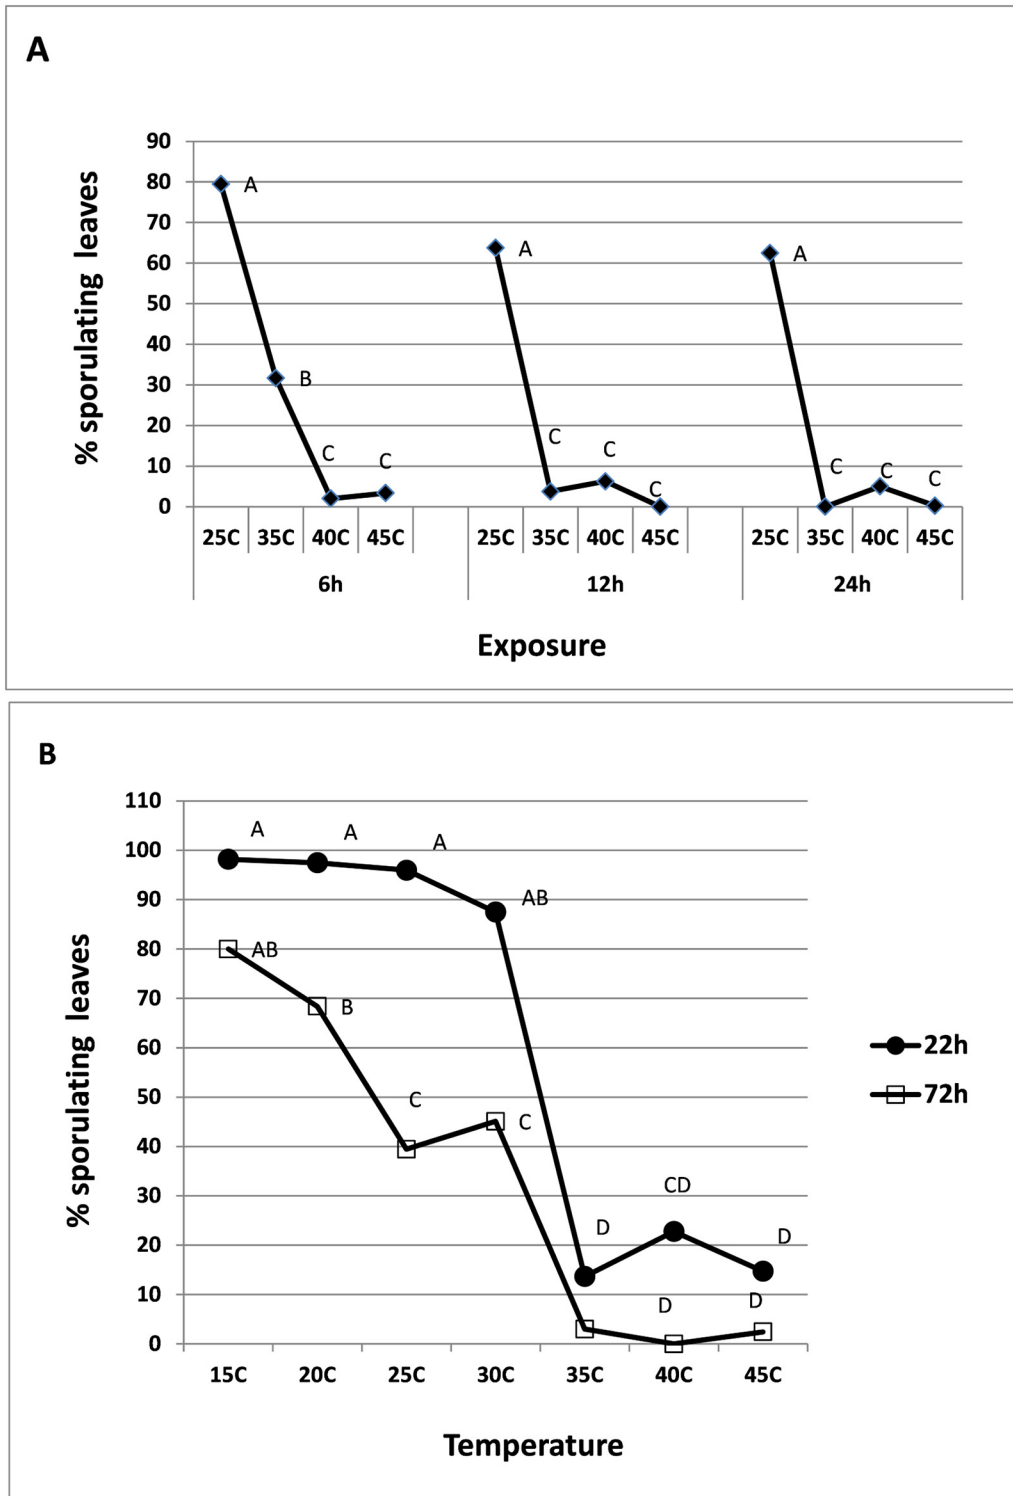 A
90
80
70
60
50
40
30
20
10
0
% sporulating leaves
A
B
C
C
A
C
C
C
A
C
C
C
25C 35C 40C 45C 25C 35C 40C 45C 25C 35C 40C 45C
6h 12h 24h
Exposure
B
110
100
90
80
70
60
50
40
30
20
10
0
% sporulating leaves
A
A
A
AB
AB
B
C
C
D
CD
D
D
D
22h
72h
15C 20C 25C 30C 35C 40C 45C
Temperature